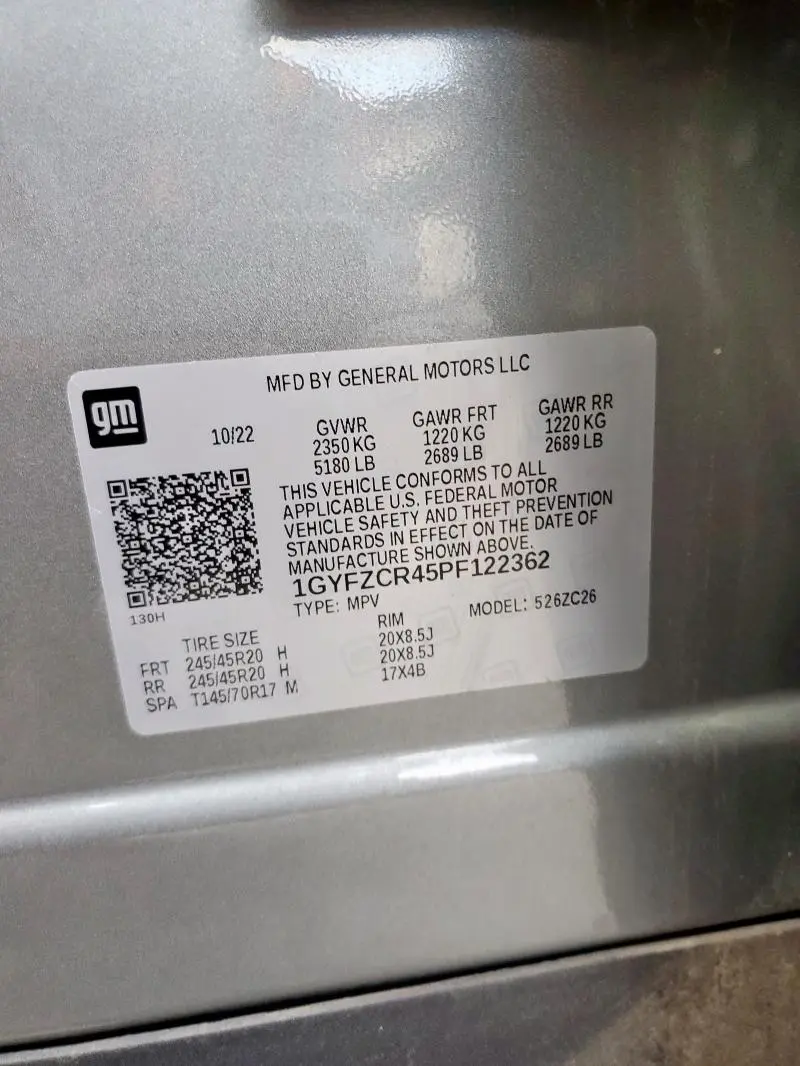 MFD BY GENERAL MOTORS LLC
gm
10/22
GVWR GAWR FRT GAWR RR
2350 KG 1220 KG 1220 KG
5180 LB 2689 LB 2689 LB
THIS VEHICLE CONFORMS TO ALL
APPLICABLE U.S. FEDERAL MOTOR
VEHICLE SAFETY AND THEFT PREVENTION
STANDARDS IN EFFECT ON THE DATE OF
MANUFACTURE SHOWN ABOVE.
1GYFZCR45PF122362
130H
TYPE: MPV MODEL: 526ZC26
TIRE SIZE RIM
FRT 245/45R20 H 20X8.5J
RR 245/45R20 H 20X8.5J
SPA T145/70R17 M 17X4B